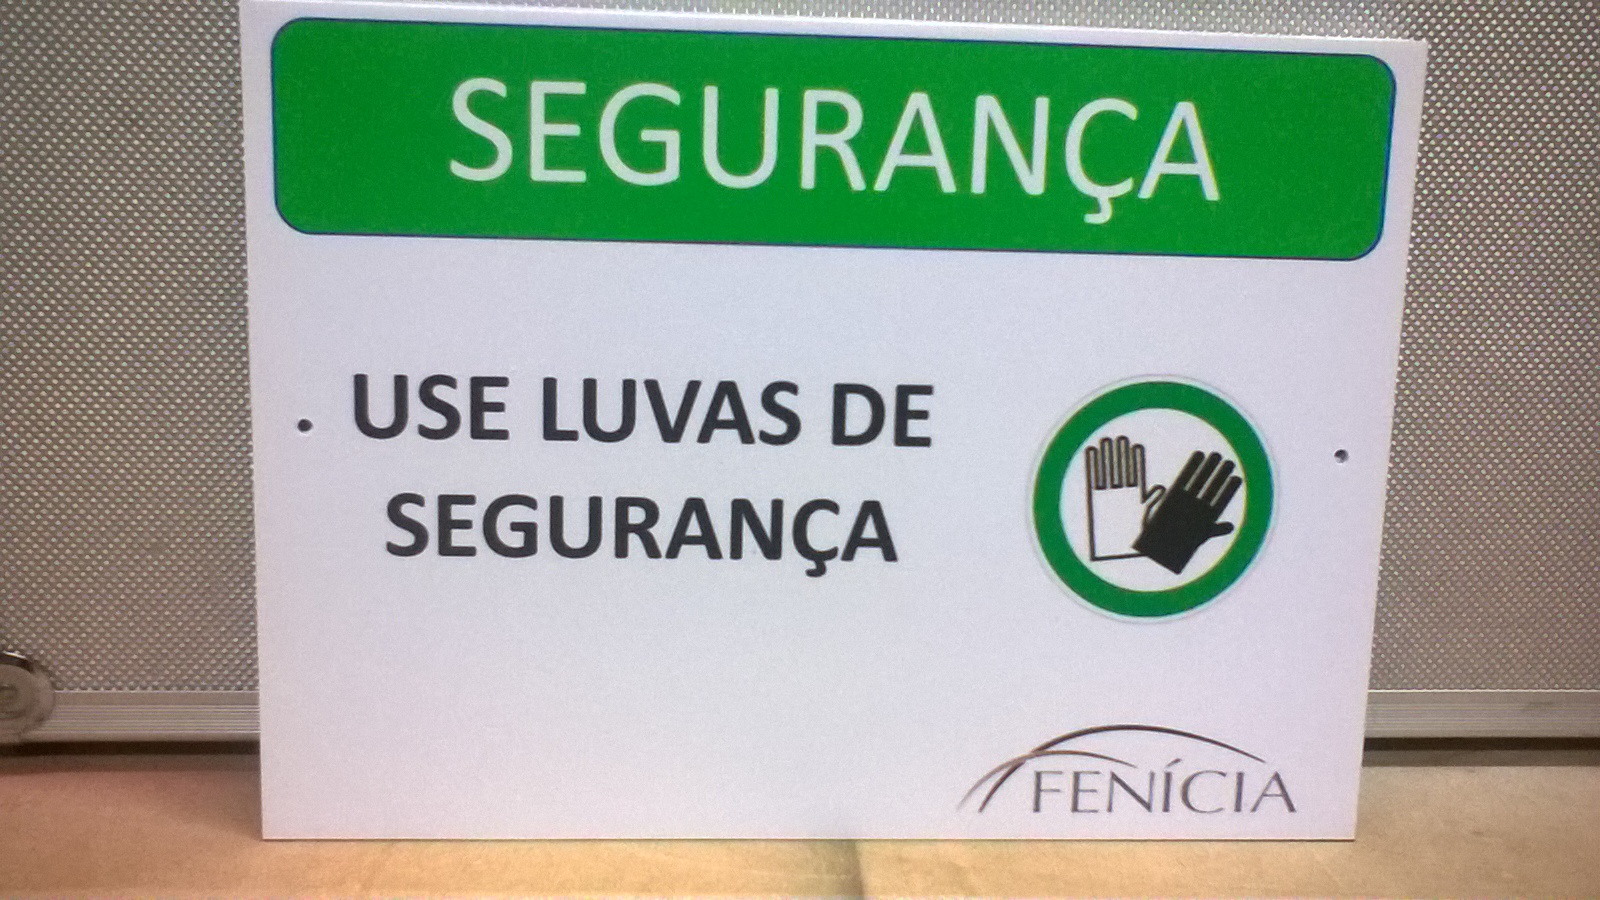 SEGURANÇA
USE LUVAS DE
SEGURANÇA
FENÍCIA